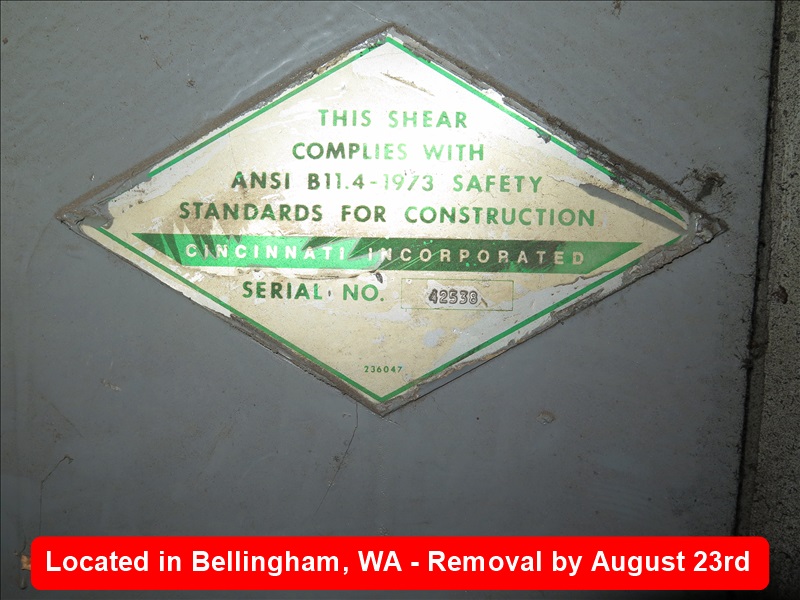 THIS SHEAR
COMPLIES WITH
ANSI B11.4-1973 SAFETY
STANDARDS FOR CONSTRUCTION
CINCINNATI INCORPORATED
SERIAL NO. 42538
236047
Located in Bellingham, WA - Removal by August 23rd